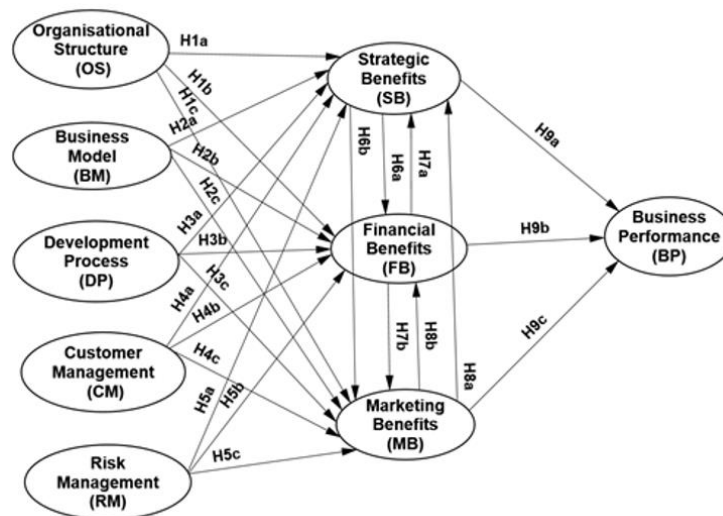 Organisational
Structure
(OS)
H1a
H1b
H1c
Strategic
Benefits
(SB)
Business
Model
(BM)
H2a
H2b
H2c
H6b
H6a
H7a
H9a
Development
Process
(DP)
H3a
H3b
H3c
Financial
Benefits
(FB)
H9b
Business
Performance
(BP)
Customer
Management
(CM)
H4a
H4b
H4c
H7b
H8b
H8a
H9c
Marketing
Benefits
(MB)
Risk
Management
(RM)
H5a
H5b
H5c